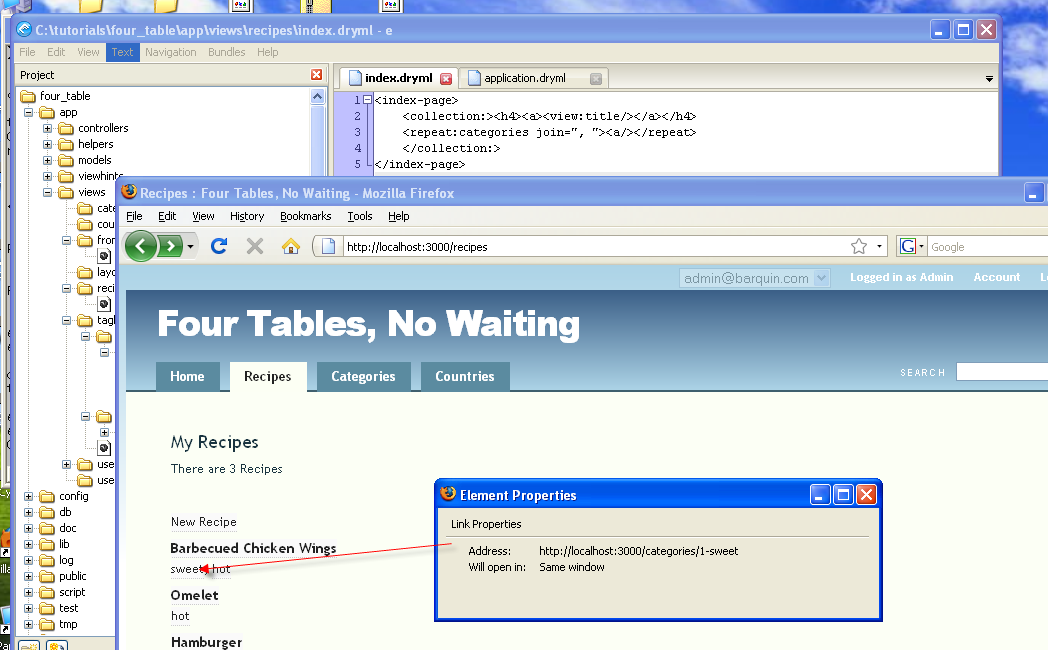 C:\tutorials\four_table\app\views\recipes\index.dryml - e
File Edit View Text Navigation Bundles Help
Project
index.dryml application.dryml
four_table
app
controllers
helpers
models
viewhints
views
1 <index-page>
2 <collection:><h4><a><view:title/></a></h4>
3 <repeat:categories join=", "><a/></repeat>
4 </collection:>
5 </index-page>
cate
cou
fron
layo
reci
tagl
use
use
config
db
doc
lib
log
public
script
test
tmp
Recipes : Four Tables, No Waiting - Mozilla Firefox
File Edit View History Bookmarks Tools Help
http://localhost:3000/recipes
G Google
admin@barquin.com Logged in as Admin Account
Four Tables, No Waiting
Home Recipes Categories Countries
SEARCH
My Recipes
There are 3 Recipes
New Recipe
Barbecued Chicken Wings
sweet, hot
Omelet
hot
Hamburger
Element Properties
Link Properties
Address: http://localhost:3000/categories/1-sweet
Will open in: Same window